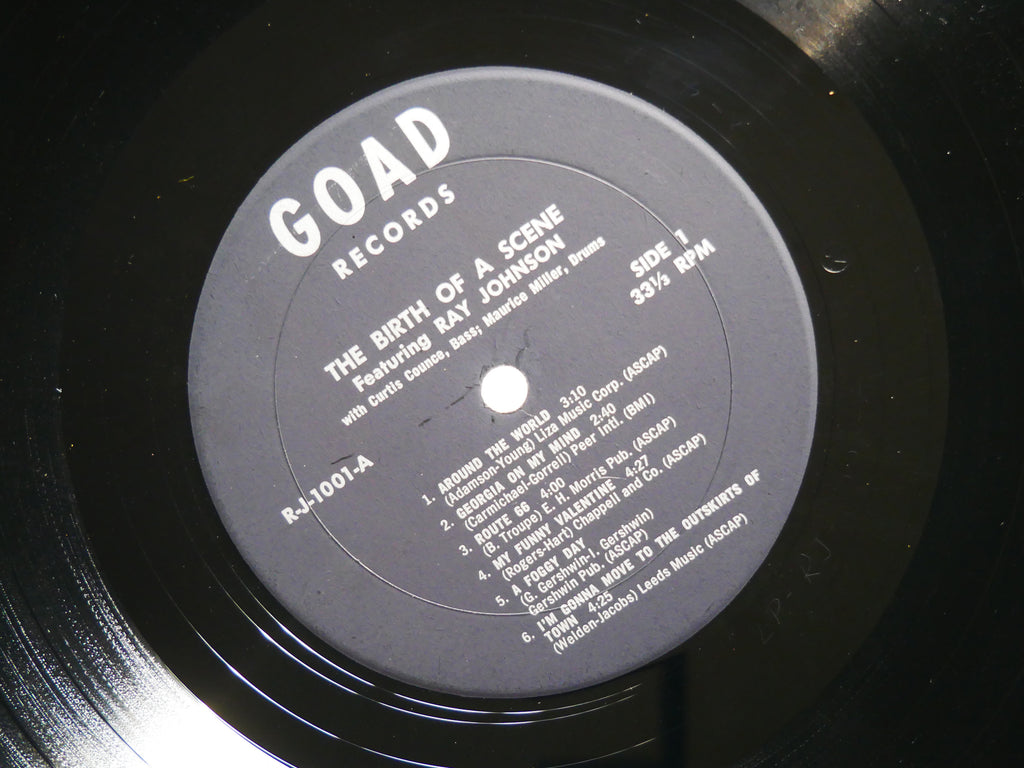 GOAD
RECORDS
THE BIRTH OF A SCENE
Featuring RAY JOHNSON
with Curtis Counce, Bass; Maurice Miller, Drums
SIDE 1
33⅓ RPM
R-J-1001-A
1. AROUND THE WORLD 3:10
(Adamson-Young) Liza Music Corp. (ASCAP)
2. GEORGIA ON MY MIND 2:40
(Carmichael-Gorrell) Peer Intl. (BMI)
3. ROUTE 66 4:00
(B. Troupe) E. H. Morris Pub. (ASCAP)
4. MY FUNNY VALENTINE 4:27
(Rogers-Hart) Chappell and Co. (ASCAP)
5. A FOGGY DAY
(G. Gershwin-I. Gershwin)
Gershwin Pub. (ASCAP)
6. I'M GONNA MOVE TO THE OUTSKIRTS OF
TOWN 4:25
(Welden-Jacobs) Leeds Music (ASCAP)
LP-RJ